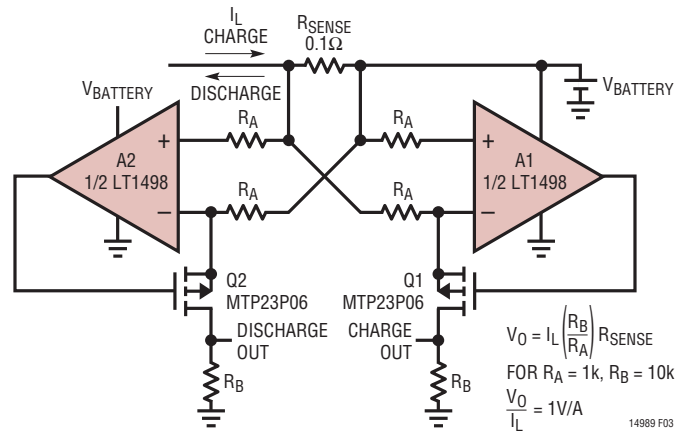 I_L
CHARGE
R_SENSE
0.1Ω
V_BATTERY
DISCHARGE
V_BATTERY
R_A
R_A
+
A2
1/2 LT1498
−
+
A1
1/2 LT1498
−
R_A
R_A
Q2
MTP23P06
Q1
MTP23P06
DISCHARGE
OUT
CHARGE
OUT
R_B
R_B
V_O = I_L (R_B / R_A) R_SENSE
FOR R_A = 1k, R_B = 10k
V_O / I_L = 1V/A
14989 F03